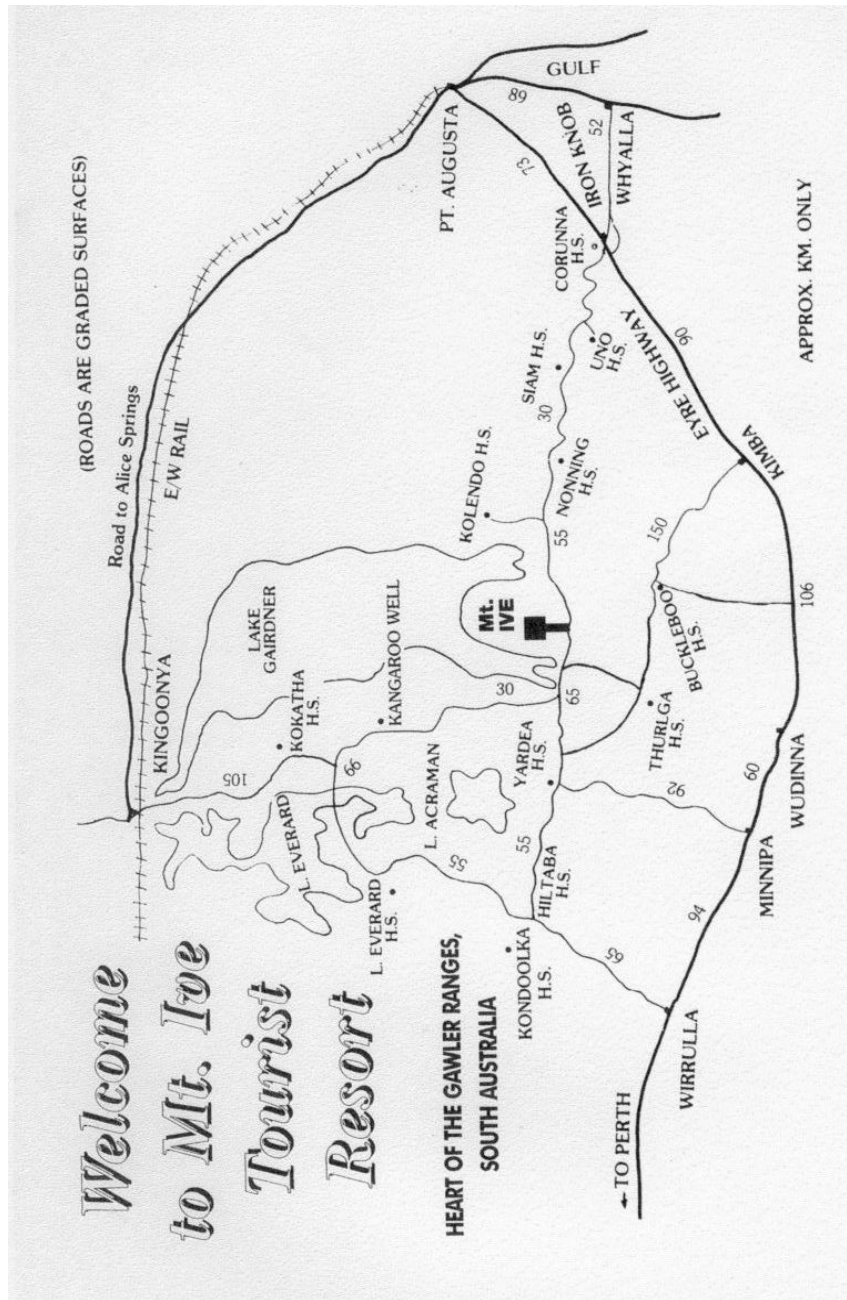 Welcome
to Mt. Ive
Tourist
Resort
HEART OF THE GAWLER RANGES,
SOUTH AUSTRALIA
(ROADS ARE GRADED SURFACES)
Road to Alice Springs
E/W RAIL
KINGOONYA
LAKE
GAIRDNER
105
KOKATHA
H.S.
L. EVERARD
99
KANGAROO WELL
L. EVERARD
H.S.
L. ACRAMAN
55
30
KOLENDO H.S.
Mt.
IVE
PT. AUGUSTA
GULF
68
73
IRON KNOB
52
WHYALLA
CORUNNA
H.S.
SIAM H.S.
30
UNO
H.S.
NONNING
H.S.
55
65
YARDEA
H.S.
55
HILTABA
H.S.
KONDOOLKA
H.S.
65
EYRE HIGHWAY
90
KIMBA
150
BUCKLEBOO
H.S.
THURLGA
H.S.
92
106
WUDINNA
60
MINNIPA
94
WIRRULLA
←TO PERTH
APPROX. KM. ONLY